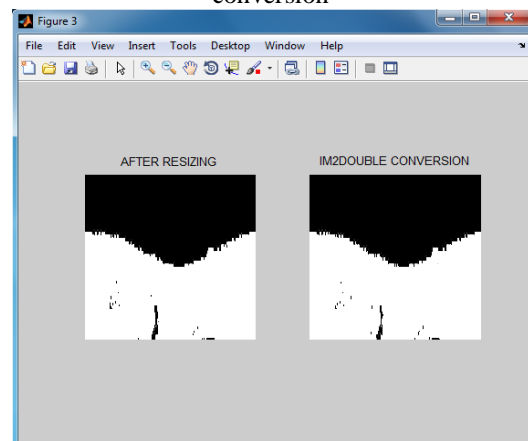 conversion
Figure 3
File Edit View Insert Tools Desktop Window Help
AFTER RESIZING
IM2DOUBLE CONVERSION